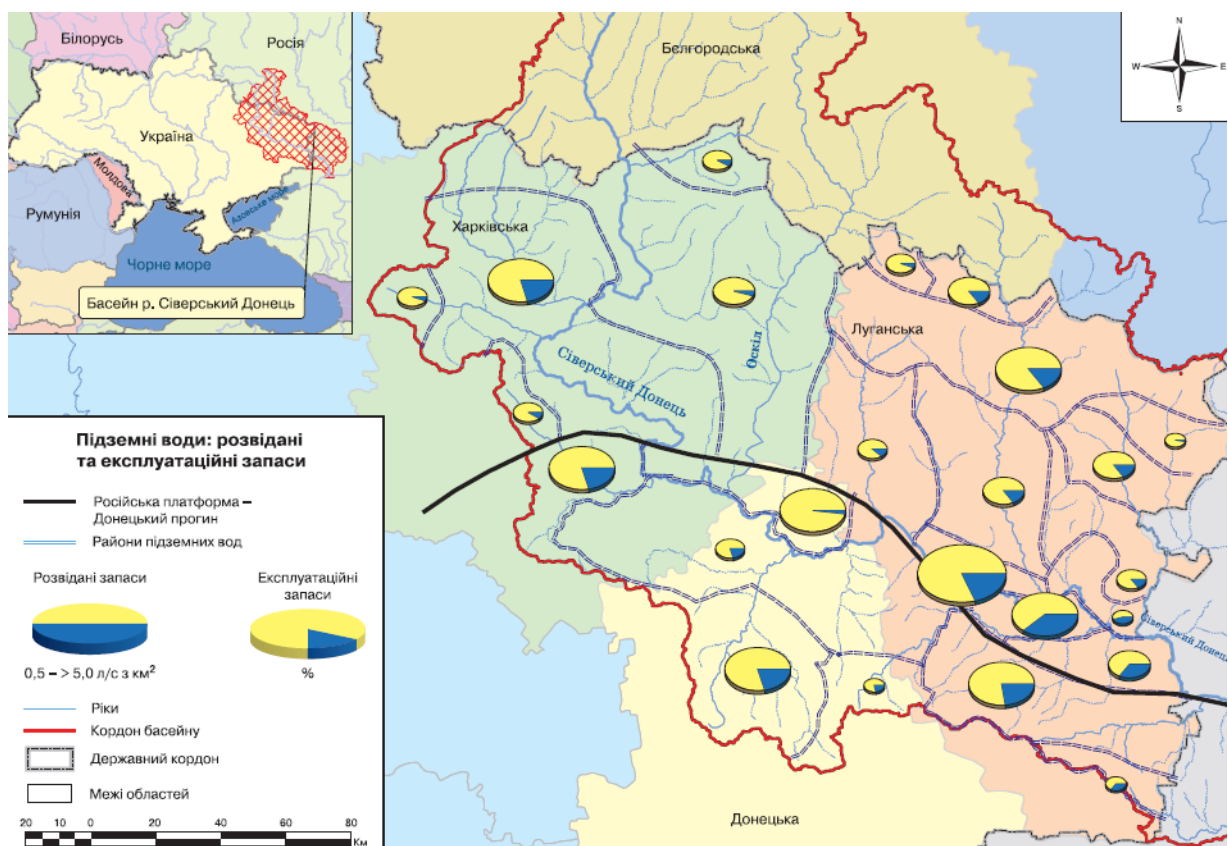 Білорусь
Росія
Україна
Молдова
Румунія
Азовське море
Чорне море
Басейн р. Сіверський Донець
Бєлгородська
N
W
E
S
Харківська
Луганська
Оскіл
Сіверський Донець
Сіверський Донець
Донецька
Підземні води: розвідані
та експлуатаційні запаси
Російська платформа –
Донецький прогин
Райони підземних вод
Розвідані запаси
Експлуатаційні
запаси
0,5 – > 5,0 л/с з км²
%
Ріки
Кордон басейну
Державний кордон
Межі областей
20 10 0 20 40 60 80
Км